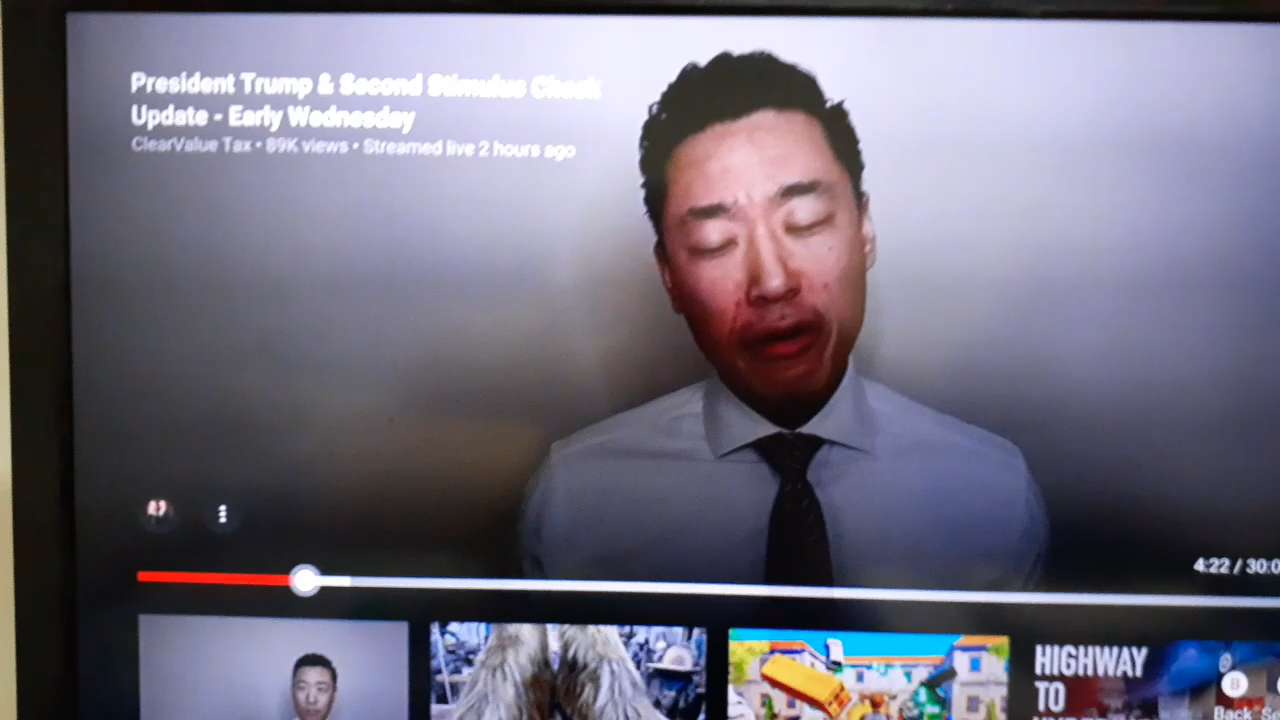 President Trump & Second Stimulus Check
Update - Early Wednesday
ClearValue Tax • 89K views • Streamed live 2 hours ago
4:22 / 30:0
HIGHWAY
TO
B
Back